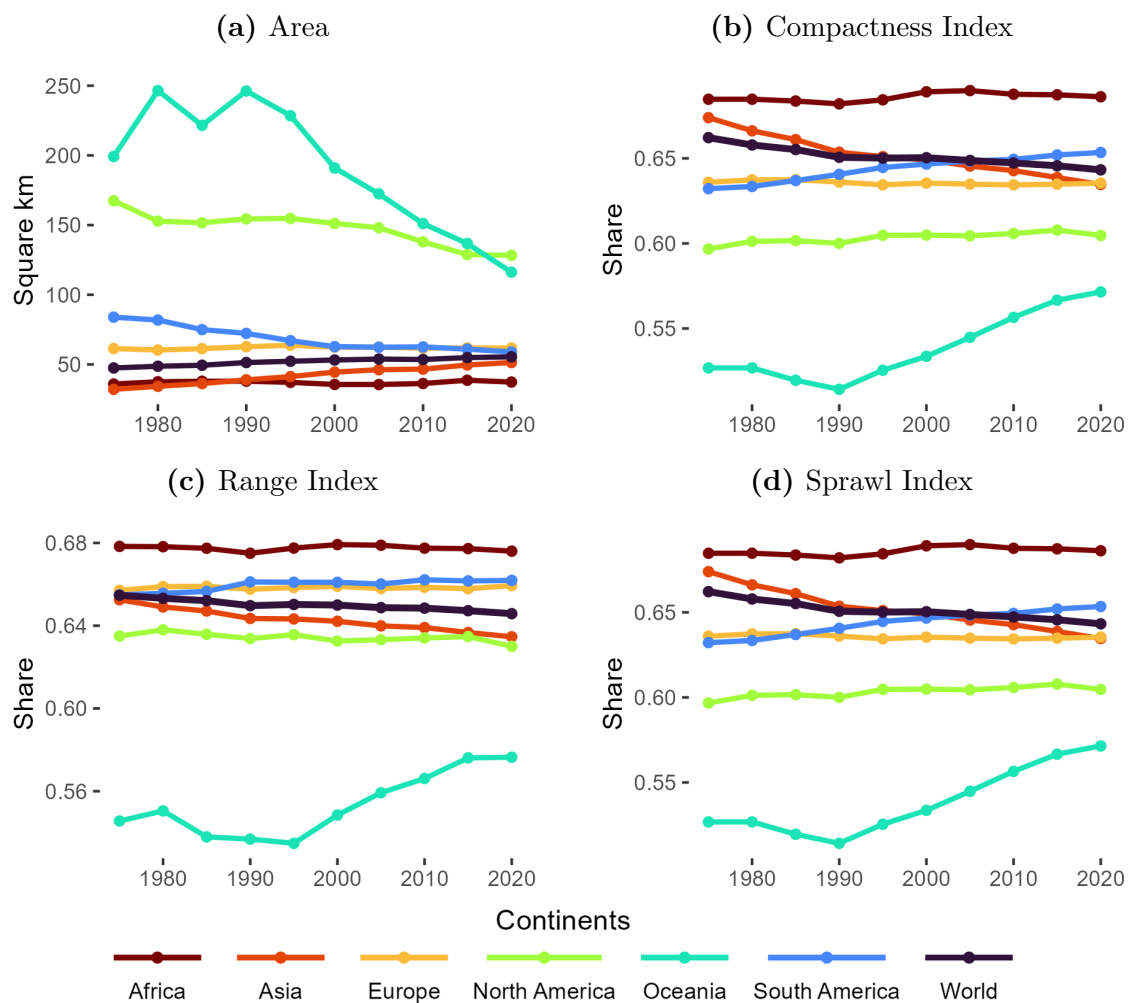 (a) Area
(b) Compactness Index
250
200
150
100
50
Square km
1980 1990 2000 2010 2020
0.65
0.60
0.55
Share
1980 1990 2000 2010 2020
(c) Range Index
(d) Sprawl Index
0.68
0.64
0.60
0.56
Share
1980 1990 2000 2010 2020
0.65
0.60
0.55
Share
1980 1990 2000 2010 2020
Continents
Africa Asia Europe North America Oceania South America World